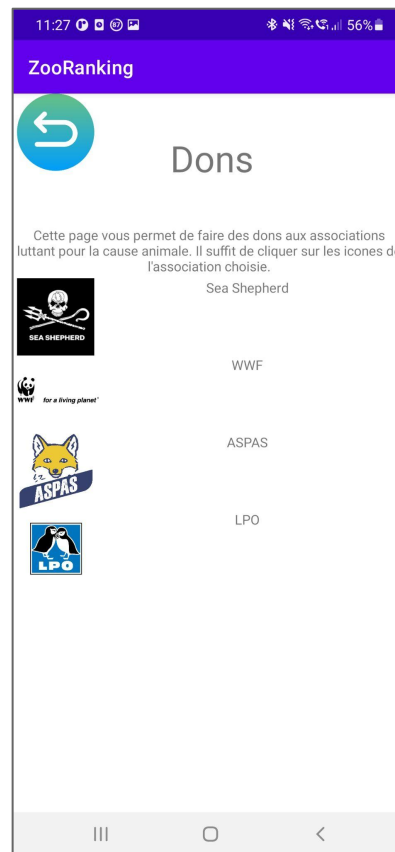 11:27 87 56%
ZooRanking
Dons
Cette page vous permet de faire des dons aux associations
luttant pour la cause animale. Il suffit de cliquer sur les icones de
l'association choisie.
Sea Shepherd
SEA SHEPHERD
WWF
WWF for a living planet®
ASPAS
ASPAS
LPO
LPO